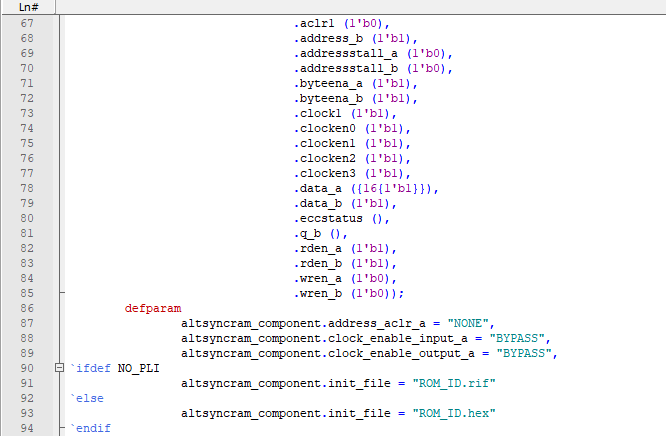 Ln#
67 .aclr1 (1'b0),
68 .address_b (1'b1),
69 .addressstall_a (1'b0),
70 .addressstall_b (1'b0),
71 .byteena_a (1'b1),
72 .byteena_b (1'b1),
73 .clock1 (1'b1),
74 .clocken0 (1'b1),
75 .clocken1 (1'b1),
76 .clocken2 (1'b1),
77 .clocken3 (1'b1),
78 .data_a ({16{1'b1}}),
79 .data_b (1'b1),
80 .eccstatus (),
81 .q_b (),
82 .rden_a (1'b1),
83 .rden_b (1'b1),
84 .wren_a (1'b0),
85 .wren_b (1'b0));
86 defparam
87 altsyncram_component.address_aclr_a = "NONE",
88 altsyncram_component.clock_enable_input_a = "BYPASS",
89 altsyncram_component.clock_enable_output_a = "BYPASS",
90 `ifdef NO_PLI
91 altsyncram_component.init_file = "ROM_ID.rif"
92 `else
93 altsyncram_component.init_file = "ROM_ID.hex"
94 `endif